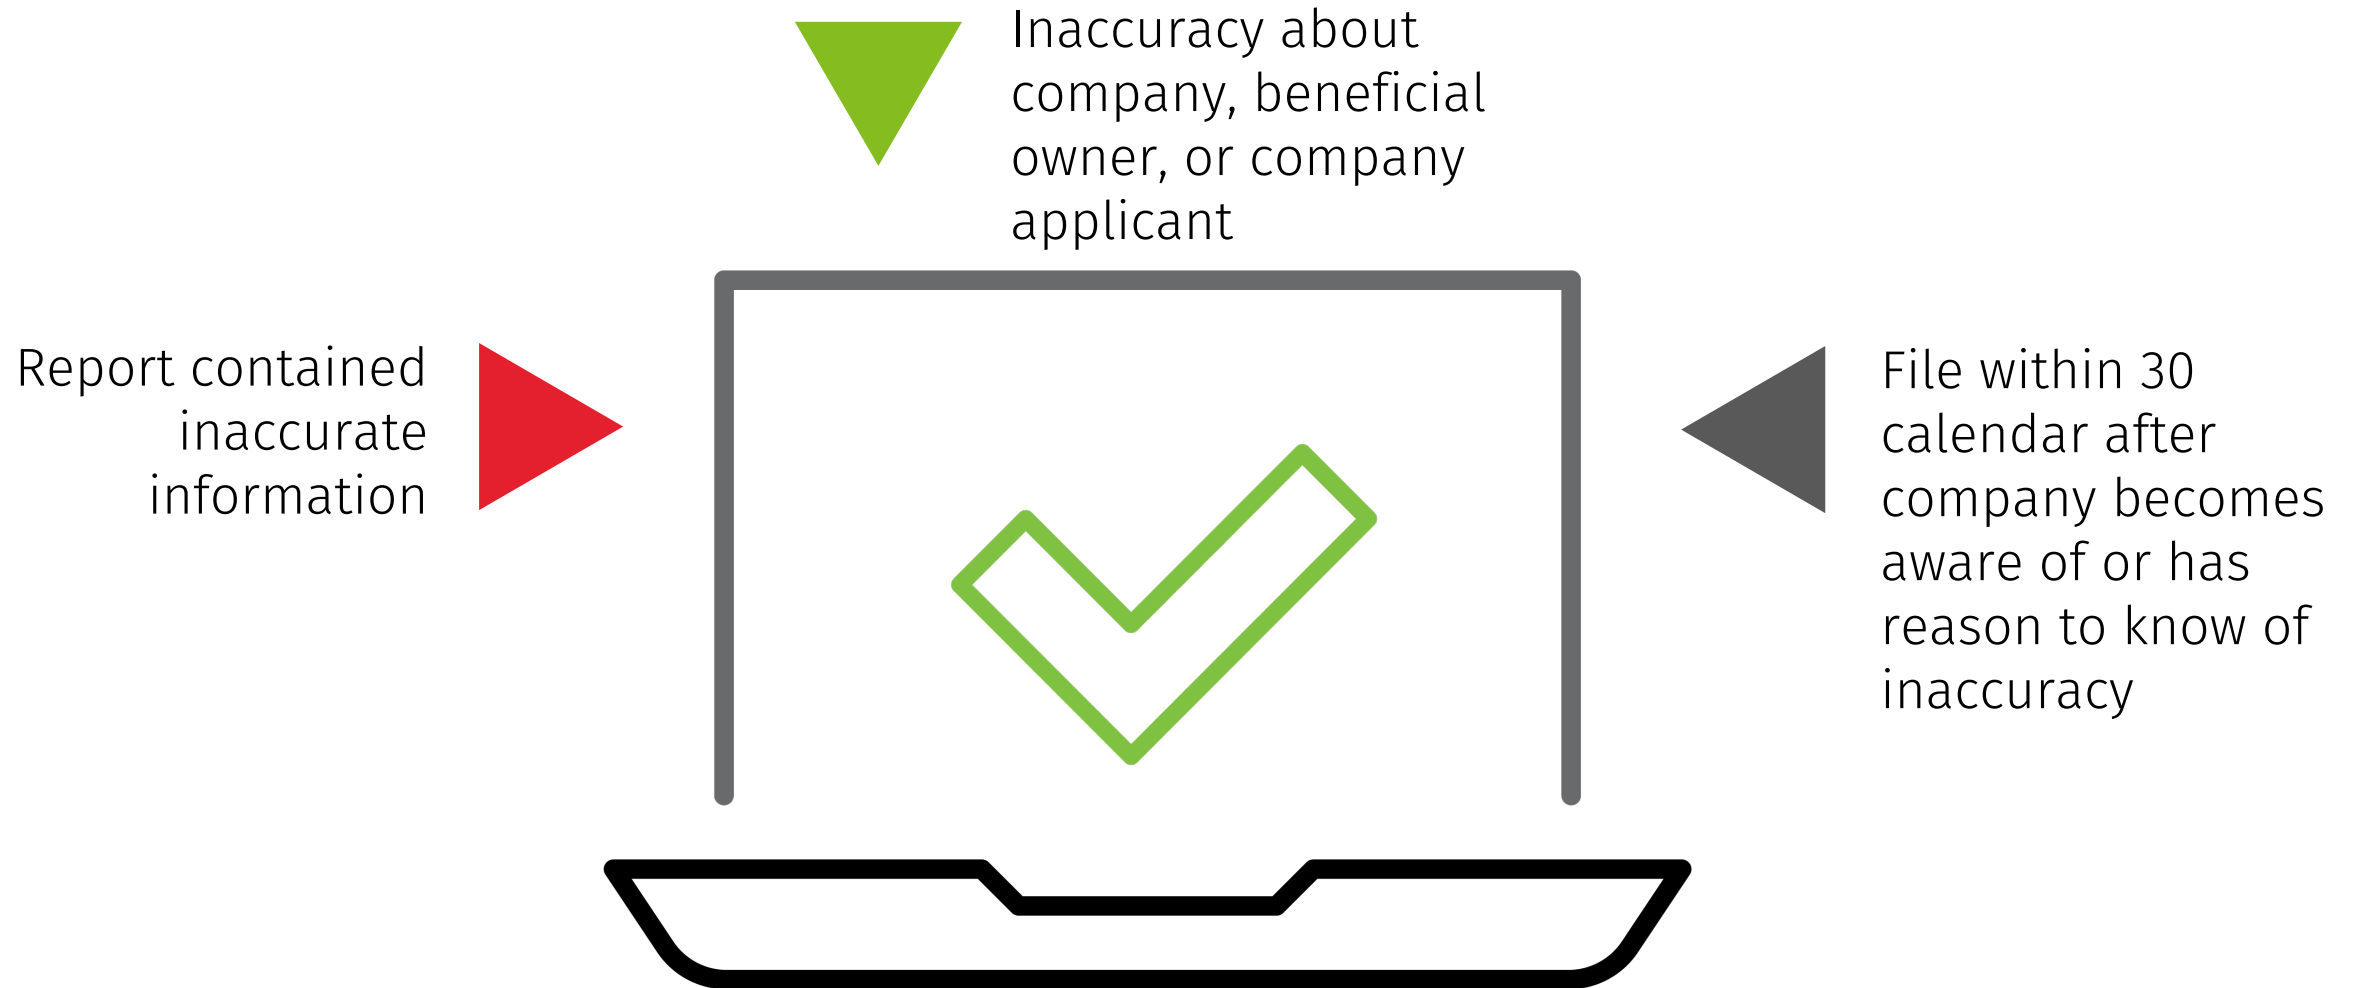 Inaccuracy about
company, beneficial
owner, or company
applicant
Report contained
inaccurate
information
File within 30
calendar after
company becomes
aware of or has
reason to know of
inaccuracy